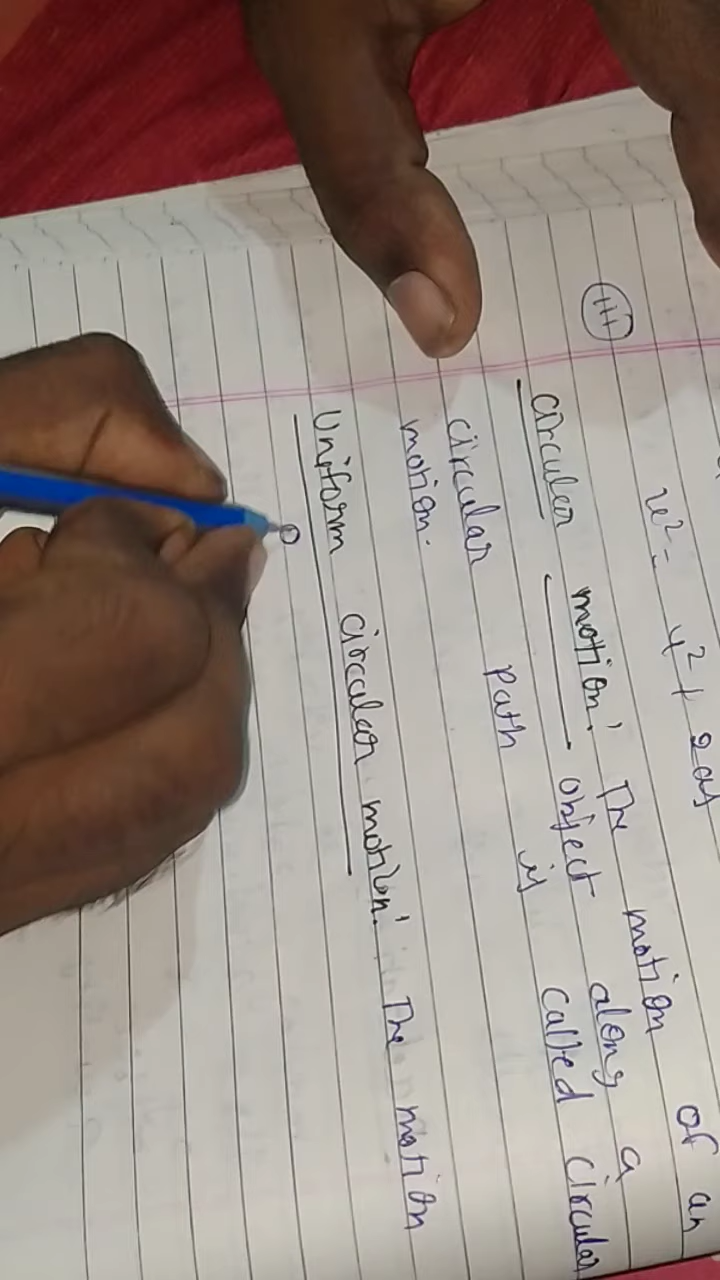 v² = u² + 2as
(iii)
Circular motion: The motion of an
object along a
circular path is called circular
motion.
Uniform circular motion: The motion
o